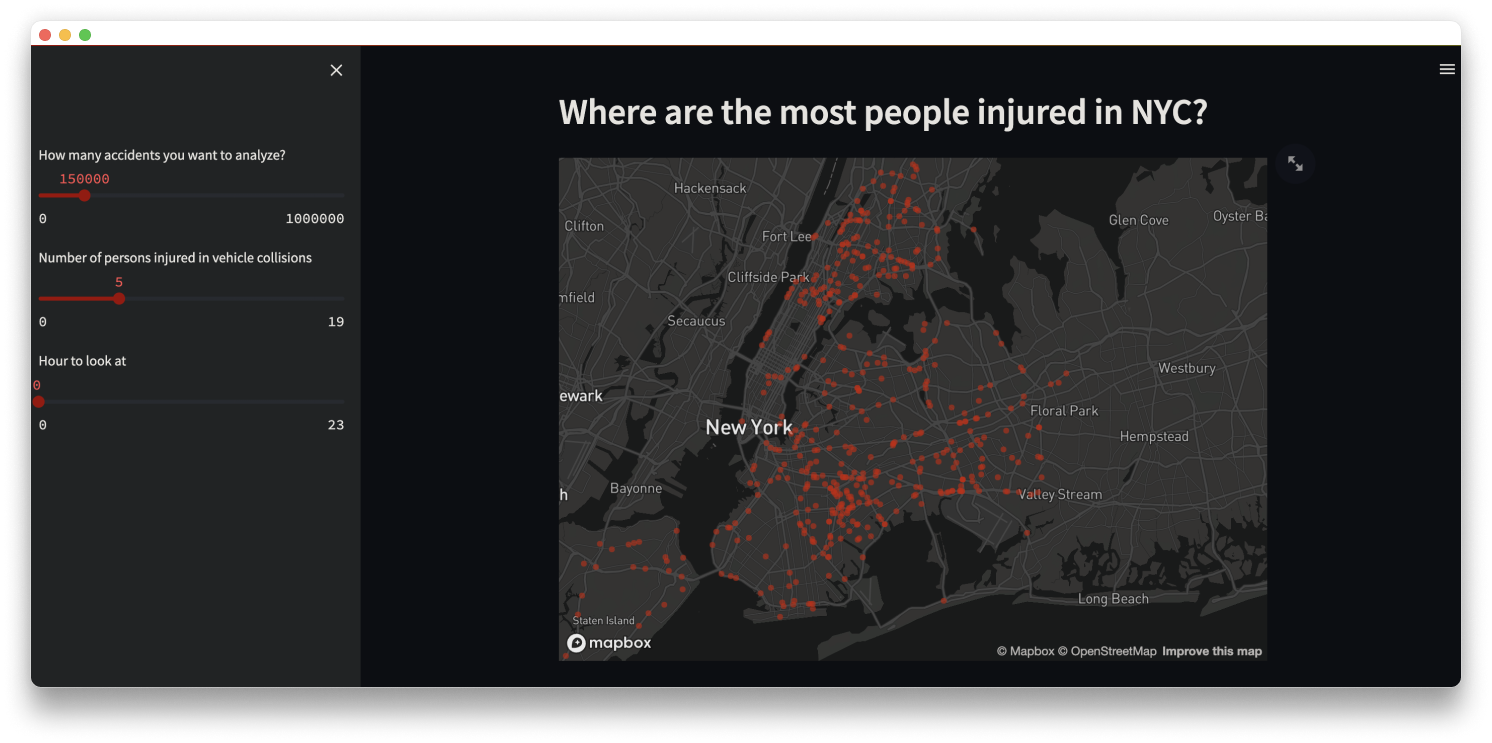 How many accidents you want to analyze?
150000
0 1000000
Number of persons injured in vehicle collisions
5
0 19
Hour to look at
0
0 23
Where are the most people injured in NYC?
Hackensack
Glen Cove
Oyster Ba
Clifton
Fort Lee
Cliffside Park
mfield
Secaucus
Westbury
ewark
Floral Park
New York
Hempstead
h
Bayonne
Valley Stream
Long Beach
Staten Island
mapbox
© Mapbox © OpenStreetMap Improve this map